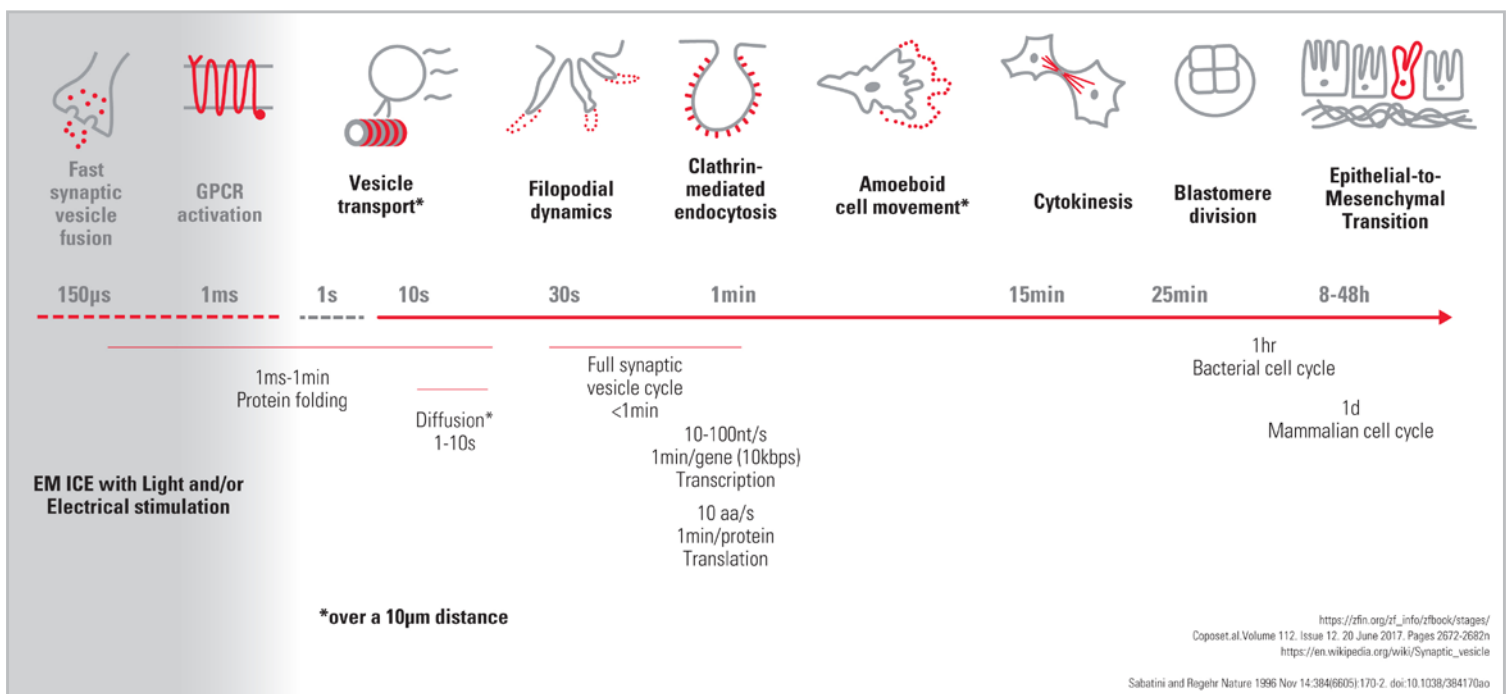 Fast
synaptic
vesicle
fusion
GPCR
activation
Vesicle
transport*
Filopodial
dynamics
Clathrin-
mediated
endocytosis
Amoeboid
cell movement*
Cytokinesis
Blastomere
division
Epithelial-to-
Mesenchymal
Transition
150µs
1ms
1s
10s
30s
1min
15min
25min
8-48h
1ms-1min
Protein folding
Diffusion*
1-10s
Full synaptic
vesicle cycle
<1min
10-100nt/s
1min/gene (10kbps)
Transcription
10 aa/s
1min/protein
Translation
1hr
Bacterial cell cycle
1d
Mammalian cell cycle
EM ICE with Light and/or
Electrical stimulation
*over a 10µm distance
https://zfin.org/zf_info/zfbook/stages/
Copos et.al.Volume 112. Issue 12. 20 June 2017. Pages 2672-2682n
https://en.wikipedia.org/wiki/Synaptic_vesicle
Sabatini and Regehr Nature 1996 Nov 14:384(6605):170-2. doi:10.1038/384170ao